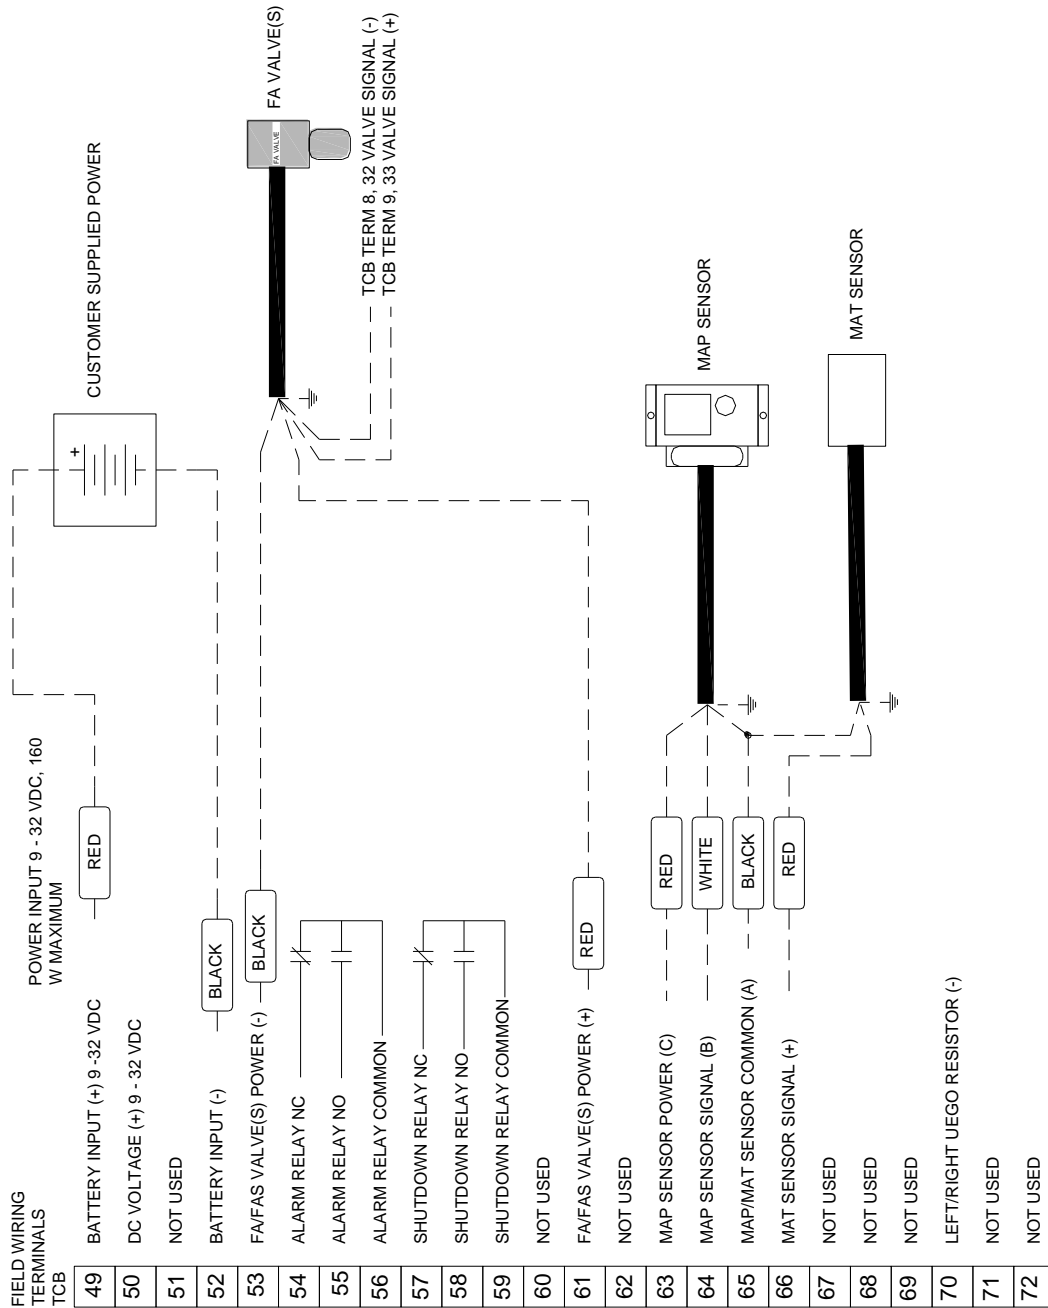 FIELD WIRING
TERMINALS
TCB
49
BATTERY INPUT (+) 9-32 VDC
RED
POWER INPUT 9 - 32 VDC, 160
W MAXIMUM
50
DC VOLTAGE (+) 9 - 32 VDC
51
NOT USED
52
BATTERY INPUT (-)
BLACK
+
CUSTOMER SUPPLIED POWER
53
FA/FAS VALVE(S) POWER (-)
BLACK
FA VALVE
FA VALVE(S)
54
ALARM RELAY NC
55
ALARM RELAY NO
56
ALARM RELAY COMMON
TCB TERM 8, 32 VALVE SIGNAL (-)
TCB TERM 9, 33 VALVE SIGNAL (+)
57
SHUTDOWN RELAY NC
58
SHUTDOWN RELAY NO
59
SHUTDOWN RELAY COMMON
60
NOT USED
61
FA/FAS VALVE(S) POWER (+)
RED
62
NOT USED
63
MAP SENSOR POWER (C)
RED
64
MAP SENSOR SIGNAL (B)
WHITE
MAP SENSOR
65
MAP/MAT SENSOR COMMON (A)
BLACK
66
MAT SENSOR SIGNAL (+)
RED
67
NOT USED
68
NOT USED
MAT SENSOR
69
NOT USED
70
LEFT/RIGHT UEGO RESISTOR (-)
71
NOT USED
72
NOT USED